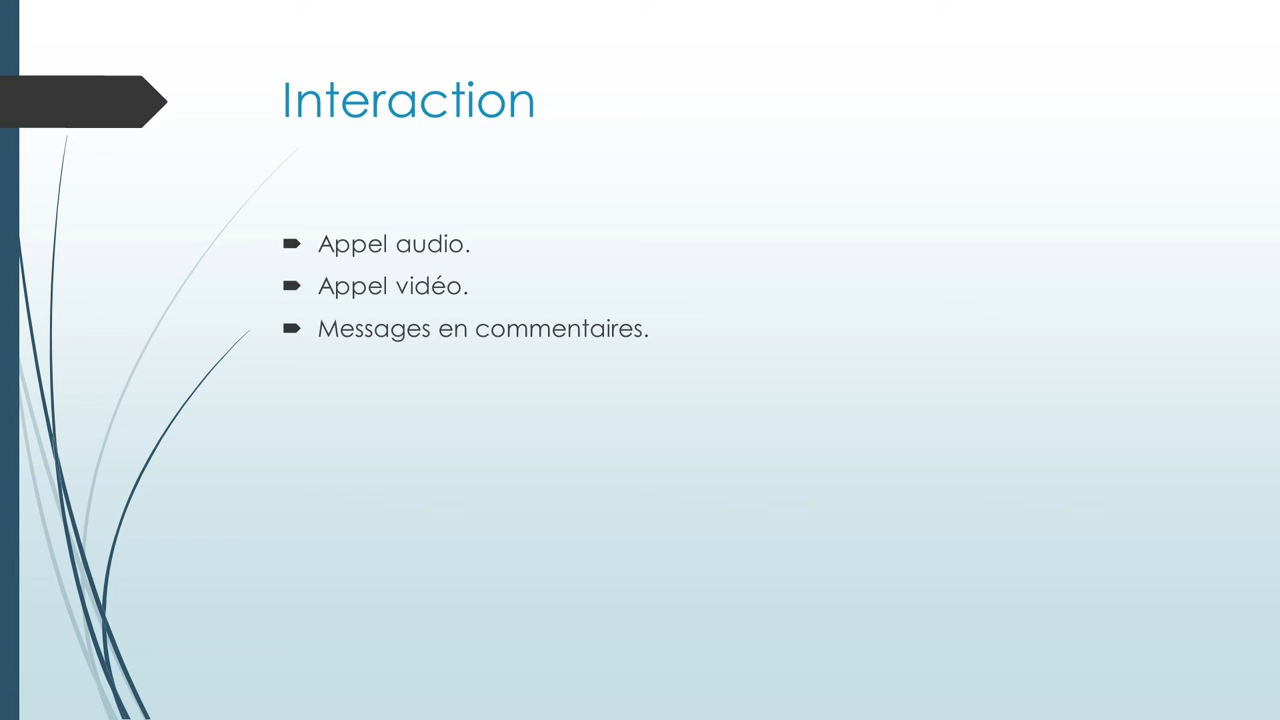 Interaction
Appel audio.
Appel vidéo.
Messages en commentaires.